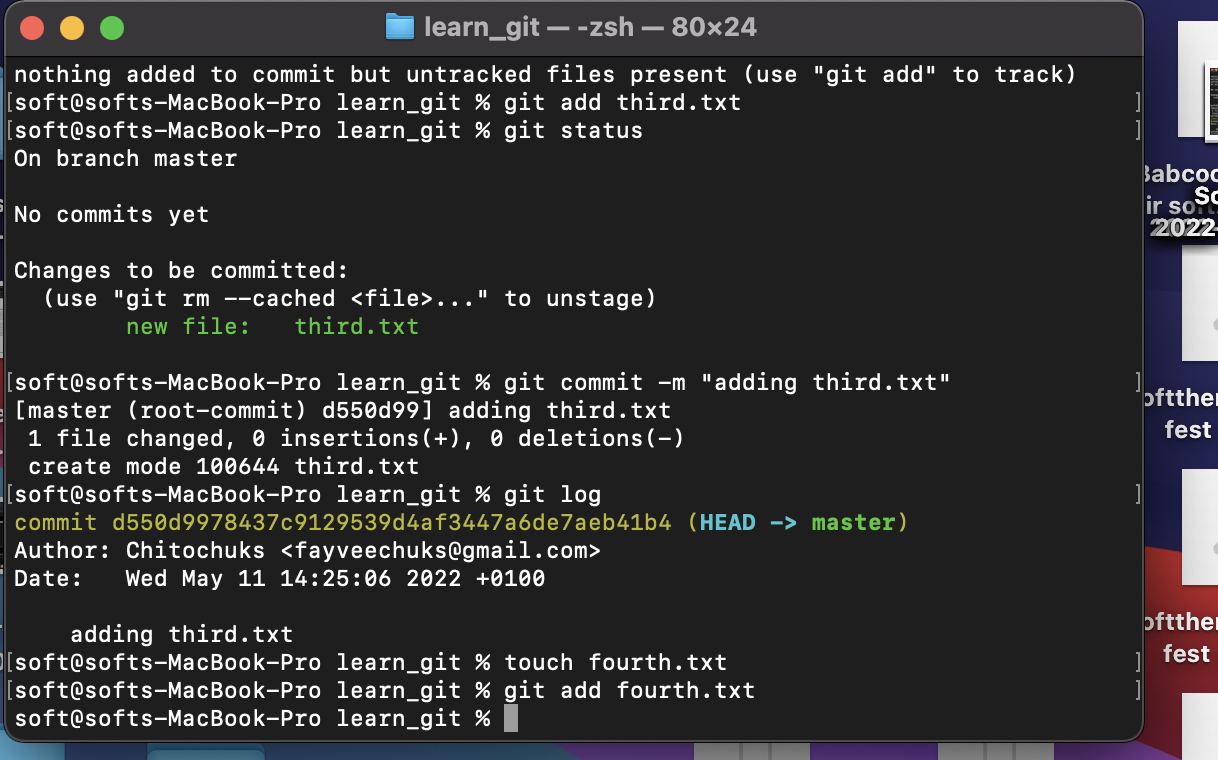 learn_git — -zsh — 80×24
nothing added to commit but untracked files present (use "git add" to track)
[soft@softs-MacBook-Pro learn_git % git add third.txt ]
[soft@softs-MacBook-Pro learn_git % git status ]
On branch master
No commits yet
Changes to be committed:
(use "git rm --cached <file>..." to unstage)
new file: third.txt
[soft@softs-MacBook-Pro learn_git % git commit -m "adding third.txt" ]
[master (root-commit) d550d99] adding third.txt
1 file changed, 0 insertions(+), 0 deletions(-)
create mode 100644 third.txt
[soft@softs-MacBook-Pro learn_git % git log ]
commit d550d9978437c9129539d4af3447a6de7aeb41b4 (HEAD -> master)
Author: Chitochuks <fayveechuks@gmail.com>
Date: Wed May 11 14:25:06 2022 +0100
adding third.txt
[soft@softs-MacBook-Pro learn_git % touch fourth.txt ]
[soft@softs-MacBook-Pro learn_git % git add fourth.txt ]
soft@softs-MacBook-Pro learn_git %
2022-
fest
fest